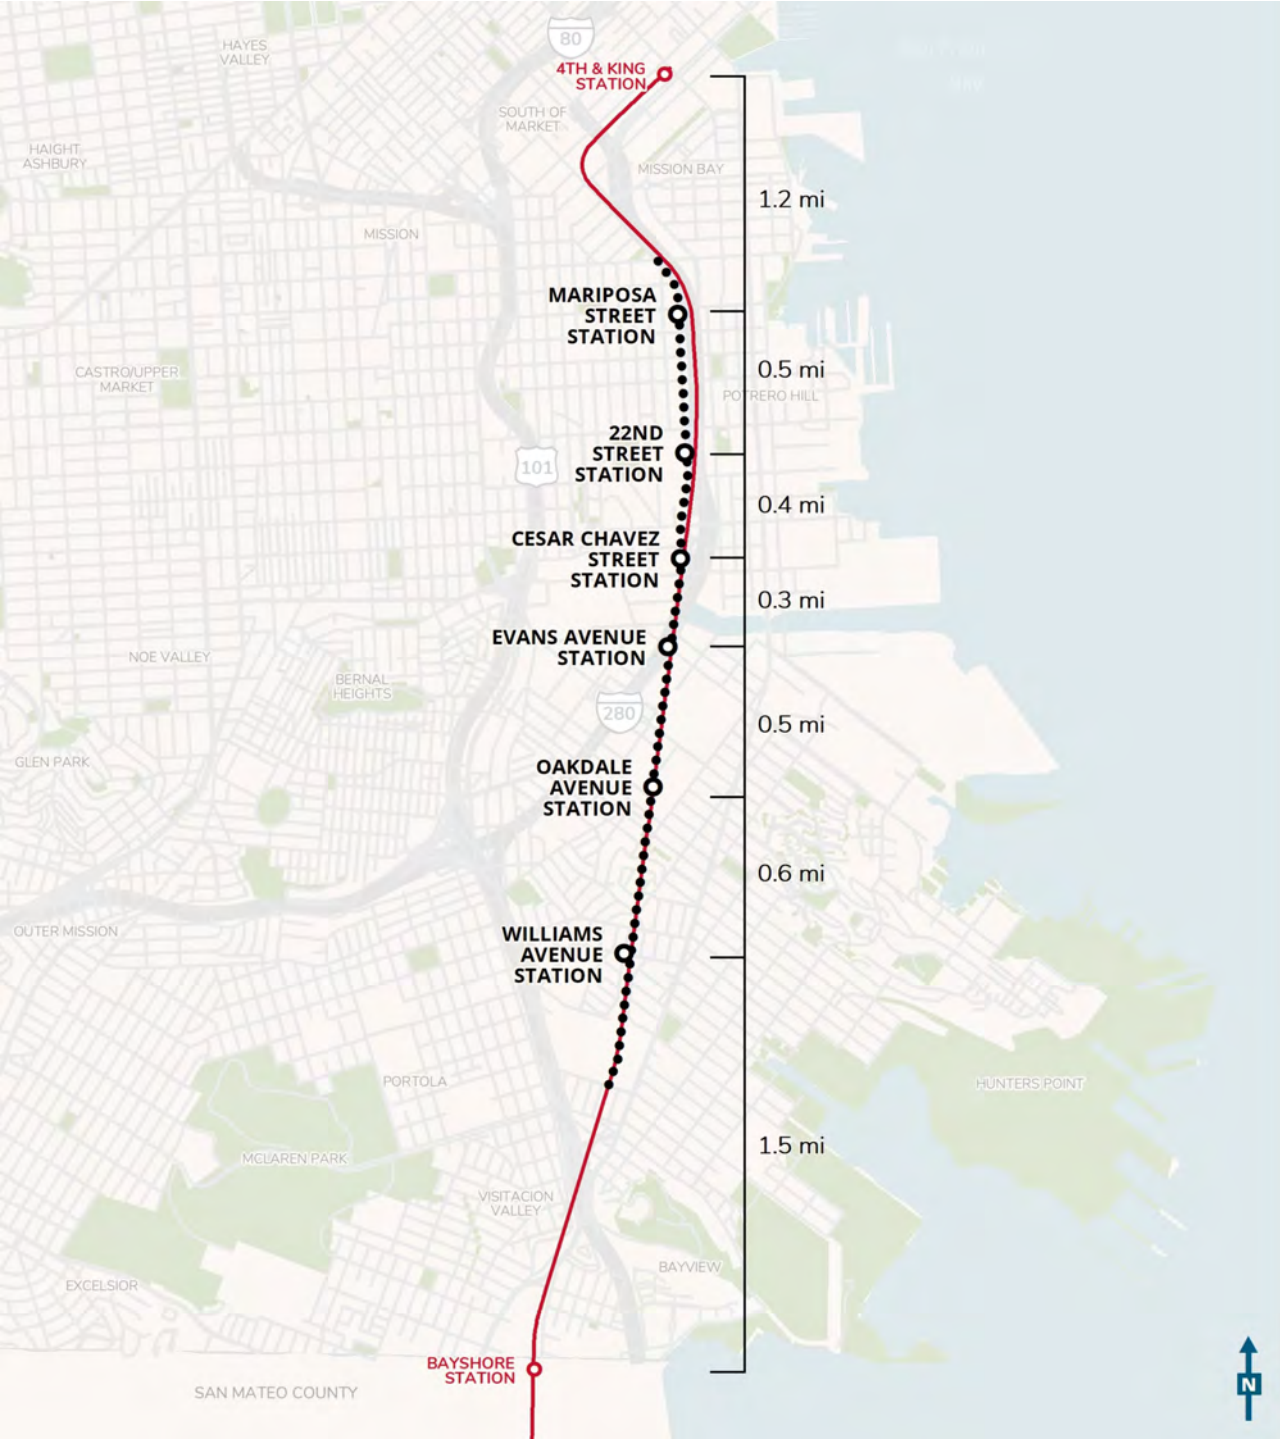 HAYES
VALLEY
80
4TH & KING
STATION
SOUTH OF
MARKET
HAIGHT
ASHBURY
MISSION BAY
1.2 mi
MISSION
MARIPOSA
STREET
STATION
0.5 mi
CASTRO/UPPER
MARKET
POTRERO HILL
22ND
STREET
STATION
101
0.4 mi
CESAR CHAVEZ
STREET
STATION
0.3 mi
EVANS AVENUE
STATION
NOE VALLEY
BERNAL
HEIGHTS
280
0.5 mi
GLEN PARK
OAKDALE
AVENUE
STATION
0.6 mi
OUTER MISSION
WILLIAMS
AVENUE
STATION
PORTOLA
HUNTERS POINT
1.5 mi
MCLAREN PARK
VISITACION
VALLEY
BAYVIEW
EXCELSIOR
BAYSHORE
STATION
SAN MATEO COUNTY
N